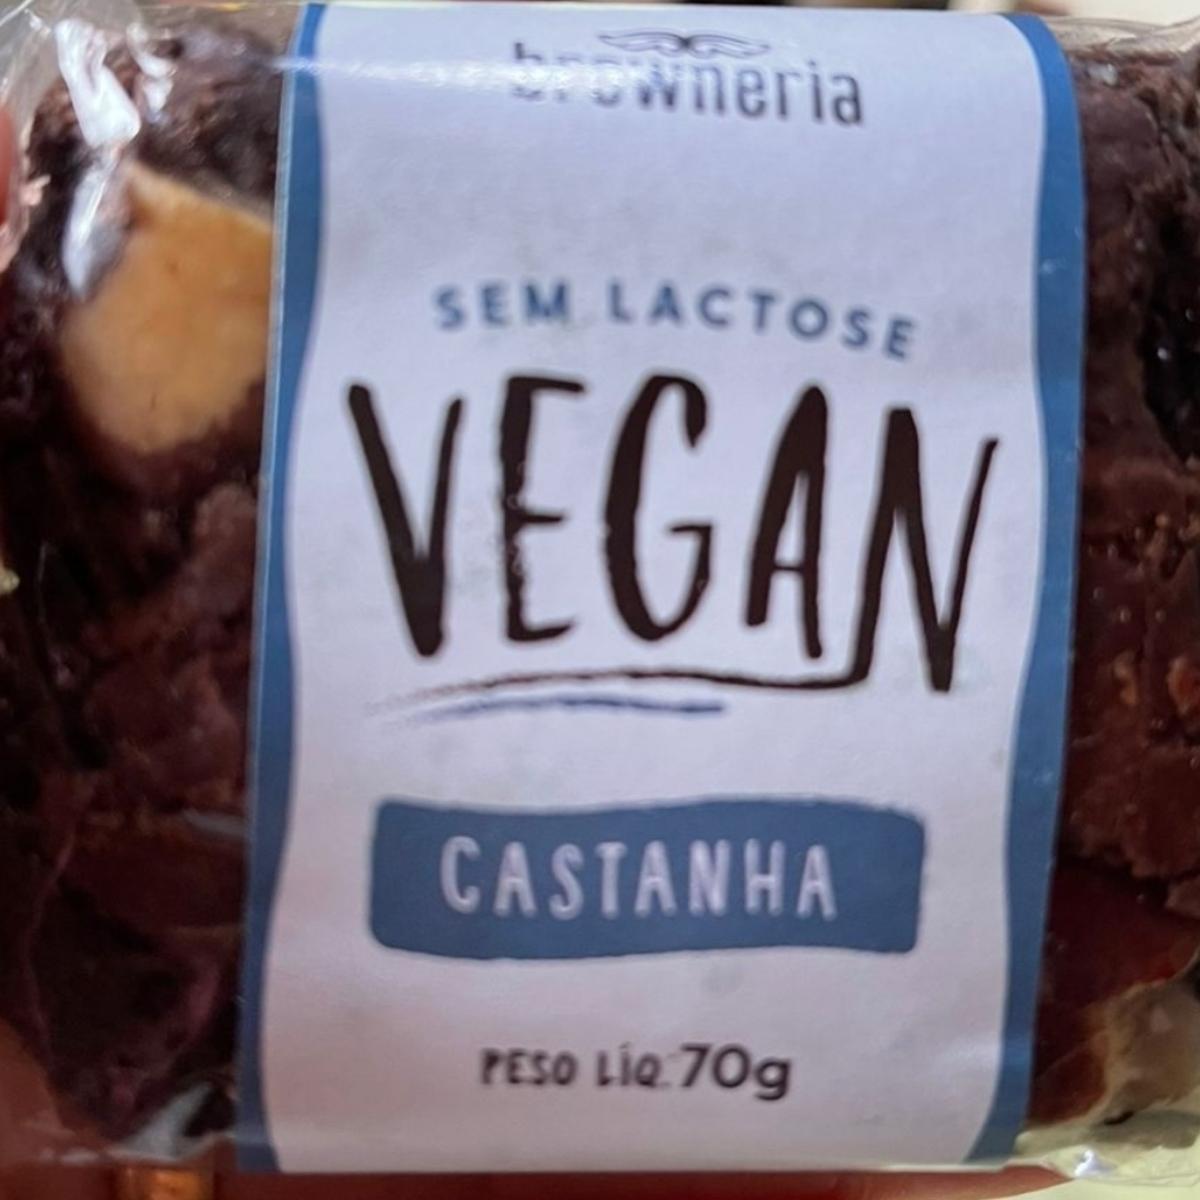 browneria
SEM LACTOSE
VEGAN
CASTANHA
PESO LÍQ.70g